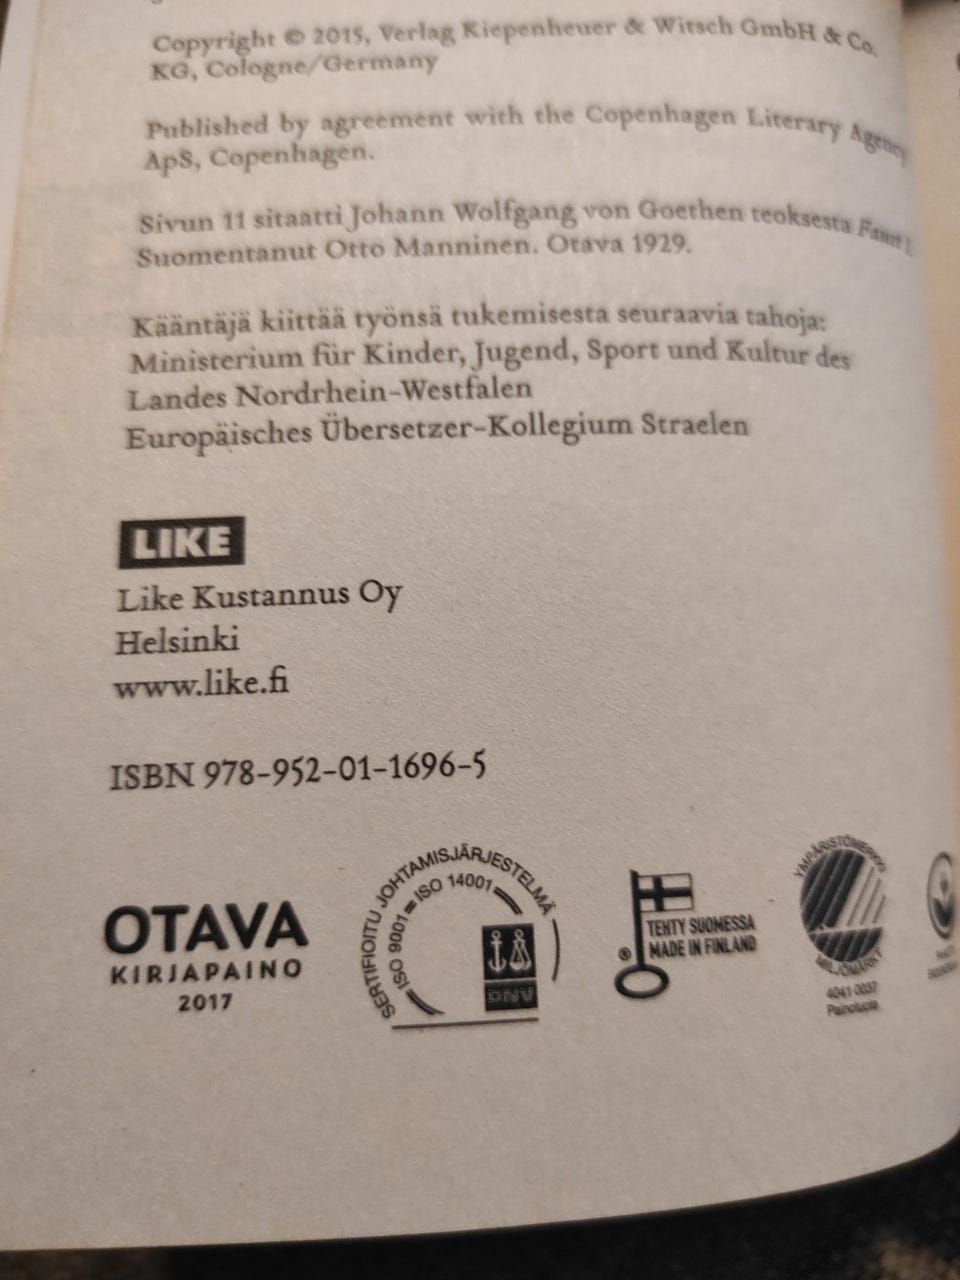 Copyright © 2015, Verlag Kiepenheuer & Witsch GmbH & Co.
KG, Cologne/Germany
Published by agreement with the Copenhagen Literary Agency
ApS, Copenhagen.
Sivun 11 sitaatti Johann Wolfgang von Goethen teoksesta Faust
Suomentanut Otto Manninen. Otava 1929.
Kääntäjä kiittää työnsä tukemisesta seuraavia tahoja:
Ministerium für Kinder, Jugend, Sport und Kultur des
Landes Nordrhein-Westfalen
Europäisches Übersetzer-Kollegium Straelen
LIKE
Like Kustannus Oy
Helsinki
www.like.fi
ISBN 978-952-01-1696-5
OTAVA
KIRJAPAINO
2017
SERTIFIOITU JOHTAMISJÄRJESTELMÄ
ISO 9001 = ISO 14001
DNV
®
TEHTY SUOMESSA
MADE IN FINLAND
YMPÄRISTÖMERKKI
MILJÖMÄRKT
4041 0037
Painotuote